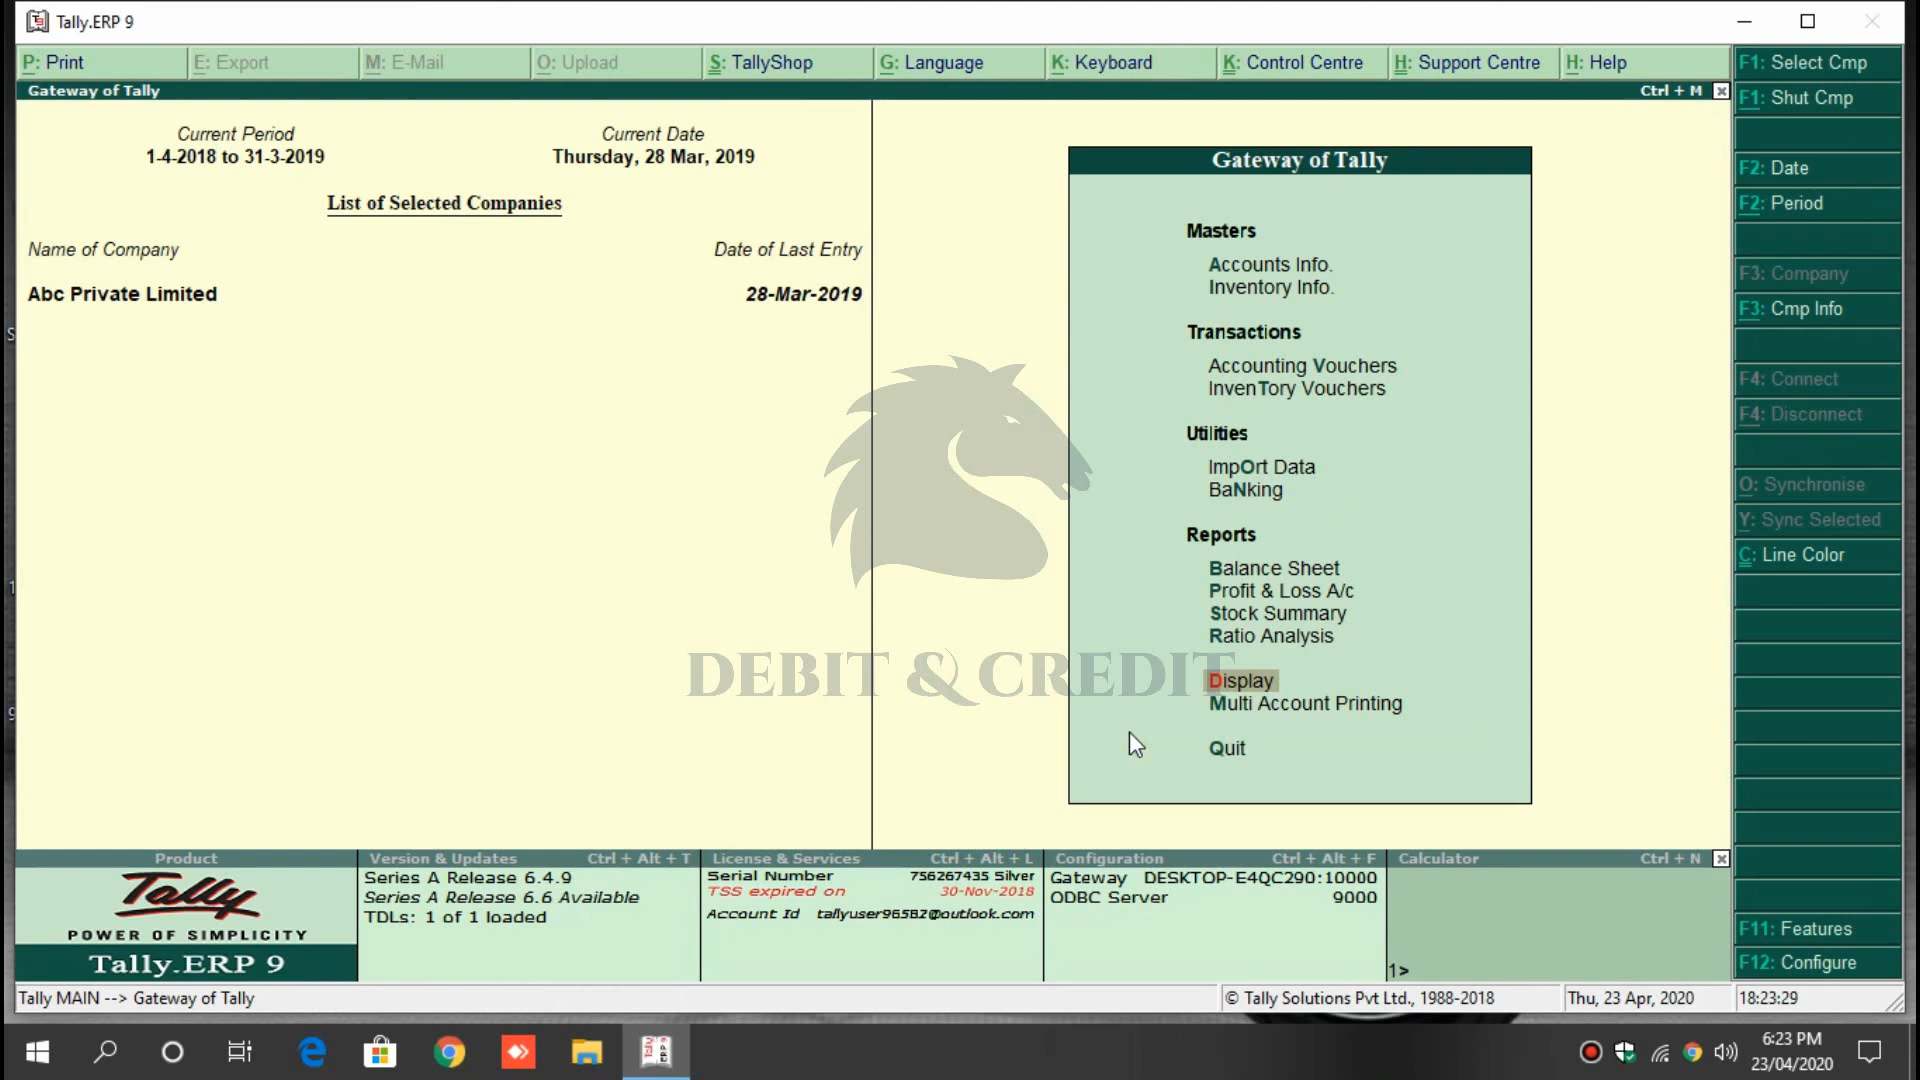 Tally.ERP 9
P: Print
E: Export
M: E-Mail
O: Upload
S: TallyShop
G: Language
K: Keyboard
K: Control Centre
H: Support Centre
H: Help
Gateway of Tally
Ctrl + M
Current Period
1-4-2018 to 31-3-2019
Current Date
Thursday, 28 Mar, 2019
List of Selected Companies
Name of Company
Date of Last Entry
Abc Private Limited
28-Mar-2019
DEBIT & CREDIT
Gateway of Tally
Masters
Accounts Info.
Inventory Info.
Transactions
Accounting Vouchers
InvenTory Vouchers
Utilities
ImpOrt Data
BaNking
Reports
Balance Sheet
Profit & Loss A/c
Stock Summary
Ratio Analysis
Display
Multi Account Printing
Quit
F1: Select Cmp
F1: Shut Cmp
F2: Date
F2: Period
F3: Company
F3: Cmp Info
F4: Connect
F4: Disconnect
O: Synchronise
Y: Sync Selected
C: Line Color
F11: Features
F12: Configure
Product
Tally
POWER OF SIMPLICITY
Tally.ERP 9
Version & Updates
Ctrl + Alt + T
Series A Release 6.4.9
Series A Release 6.6 Available
TDLs: 1 of 1 loaded
License & Services
Ctrl + Alt + L
Serial Number
756267435 Silver
TSS expired on
30-Nov-2018
Account Id
tallyuser96582@outlook.com
Configuration
Ctrl + Alt + F
Gateway
DESKTOP-E4QC290:10000
ODBC Server
9000
Calculator
Ctrl + N
1>
Tally MAIN --> Gateway of Tally
© Tally Solutions Pvt Ltd., 1988-2018
Thu, 23 Apr, 2020
18:23:29
6:23 PM
23/04/2020